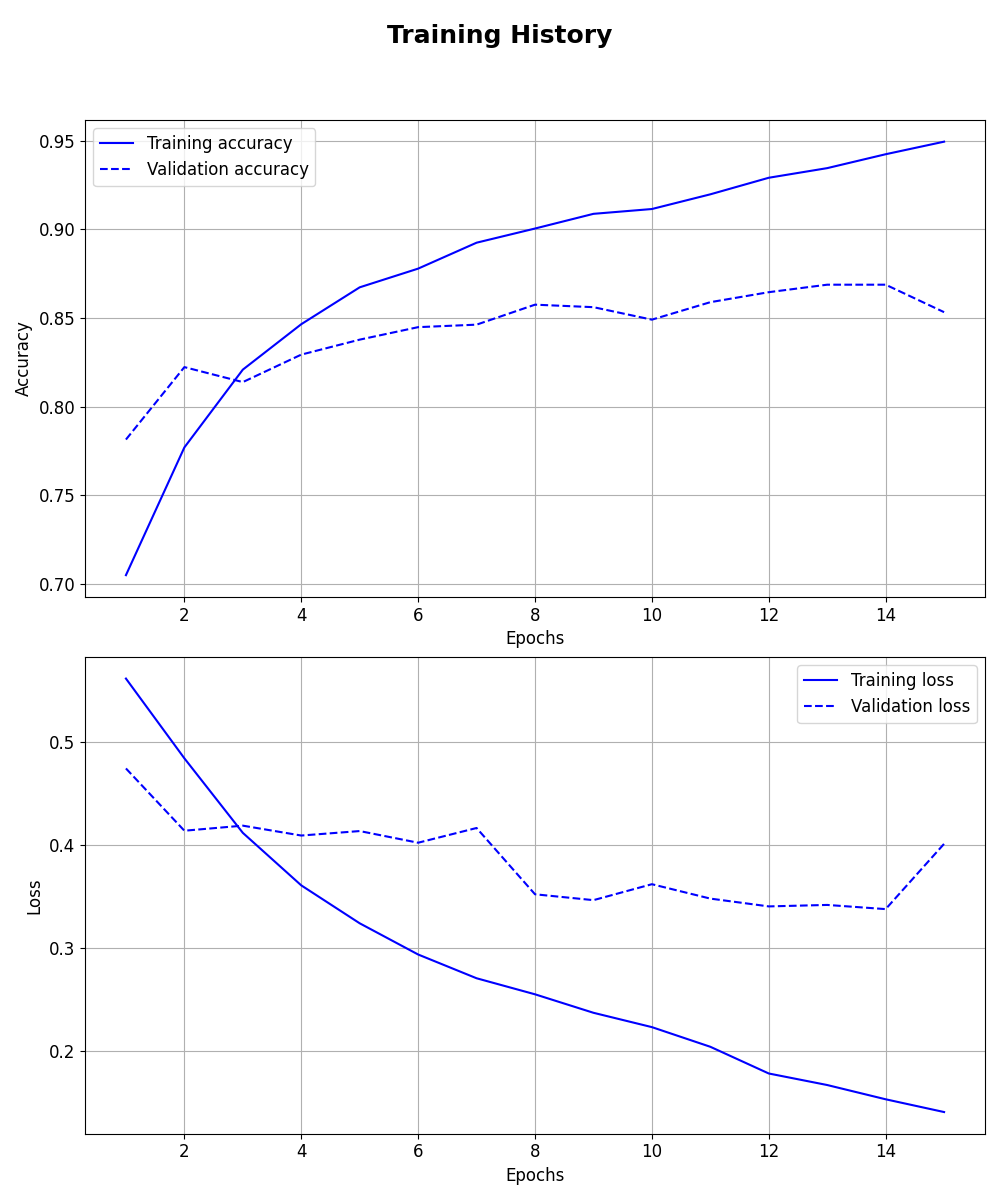 Training History
Training accuracy
Validation accuracy
0.95
0.90
0.85
0.80
0.75
0.70
Accuracy
2 4 6 8 10 12 14
Epochs
Training loss
Validation loss
0.5
0.4
0.3
0.2
Loss
2 4 6 8 10 12 14
Epochs